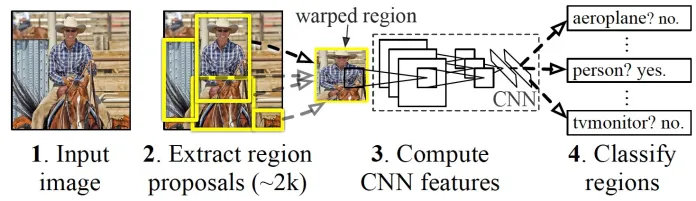 warped region
aeroplane? no.
person? yes.
CNN
tvmonitor? no.
1. Input
image
2. Extract region
proposals (~2k)
3. Compute
CNN features
4. Classify
regions